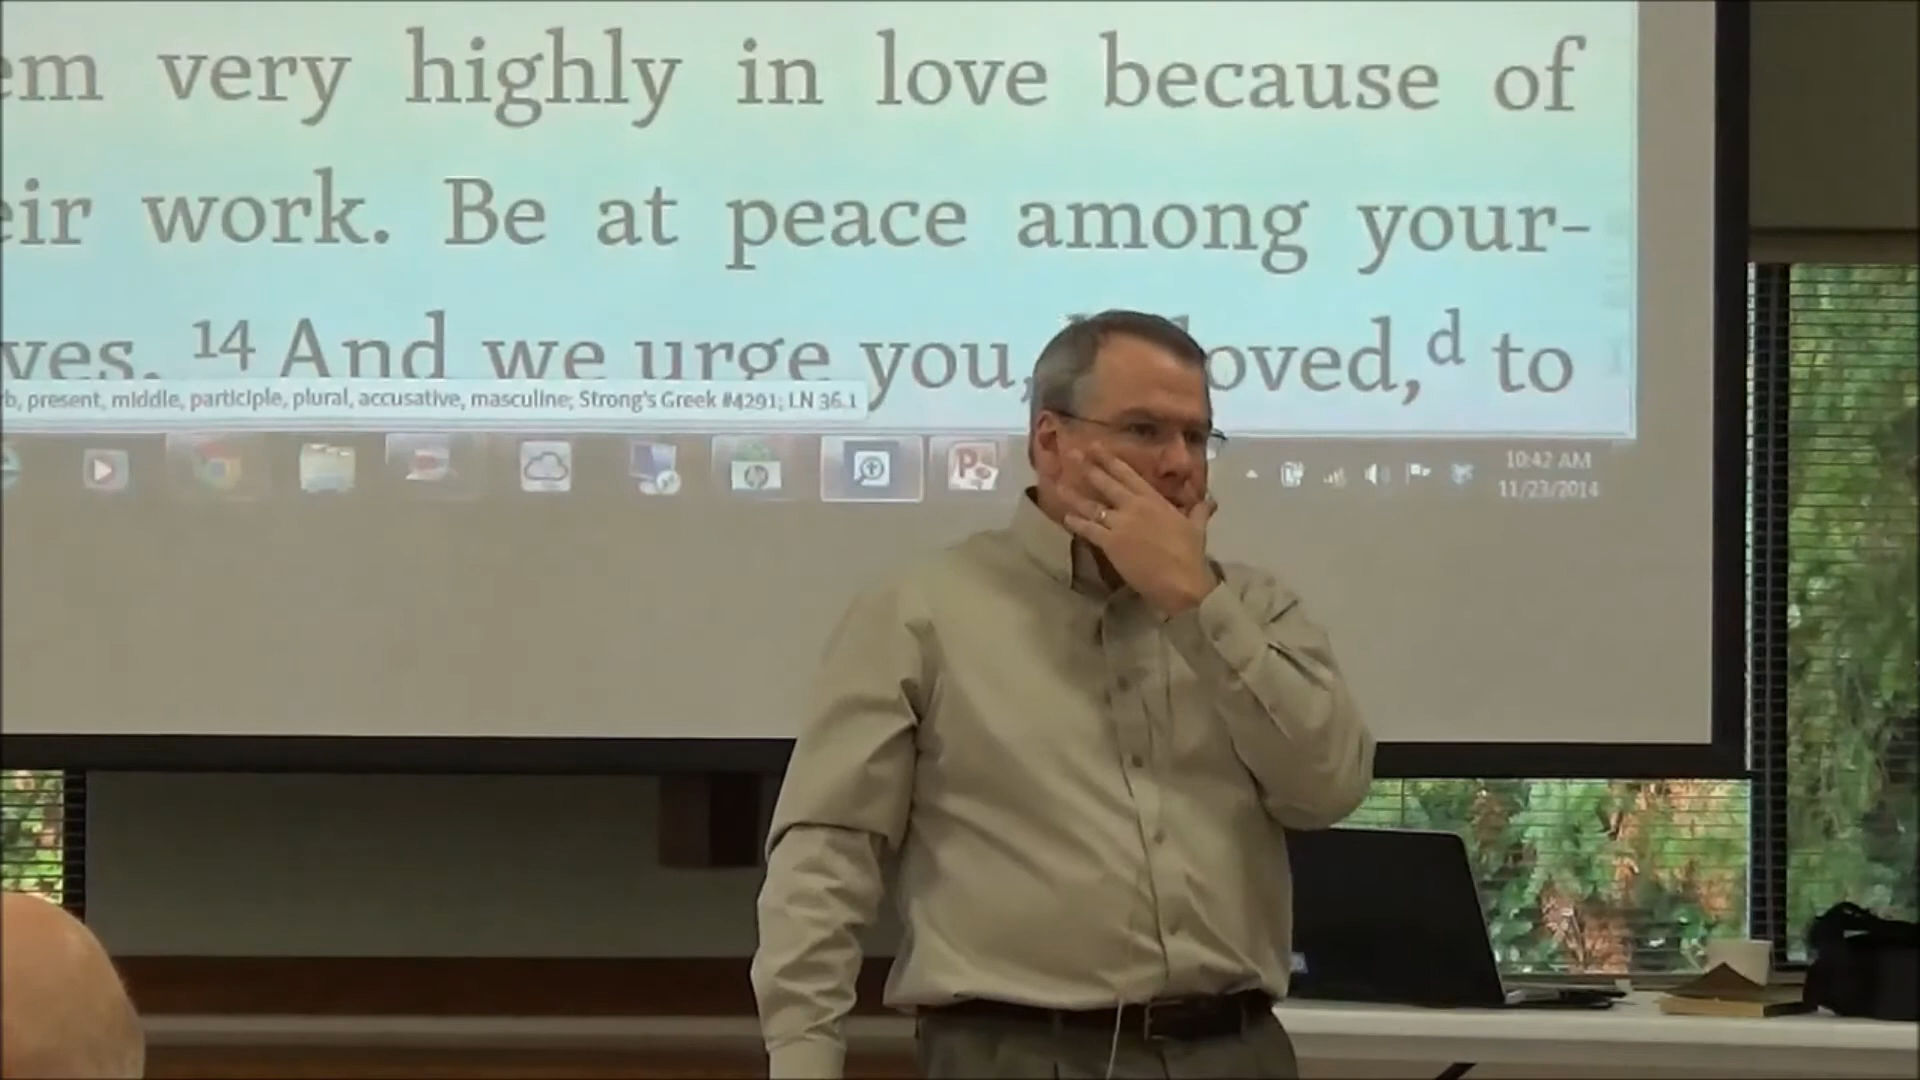 em very highly in love because of
eir work. Be at peace among your-
ves. 14 And we urge you, oved,d to
b, present, middle, participle, plural, accusative, masculine; Strong's Greek #4291; LN 36.1
10:42 AM
11/23/2014